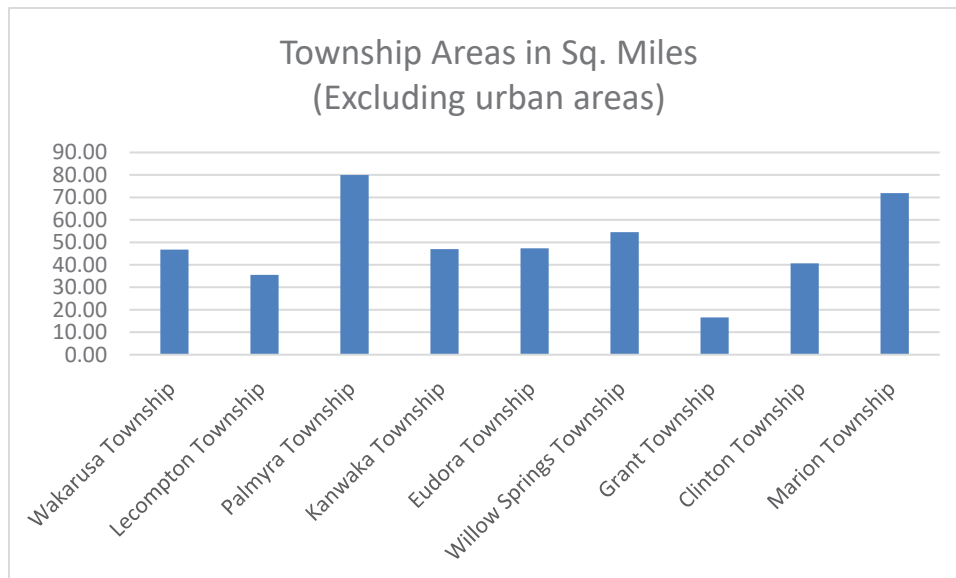 Township Areas in Sq. Miles
(Excluding urban areas)
90.00
80.00
70.00
60.00
50.00
40.00
30.00
20.00
10.00
0.00
Wakarusa Township
Lecompton Township
Palmyra Township
Kanwaka Township
Eudora Township
Willow Springs Township
Grant Township
Clinton Township
Marion Township